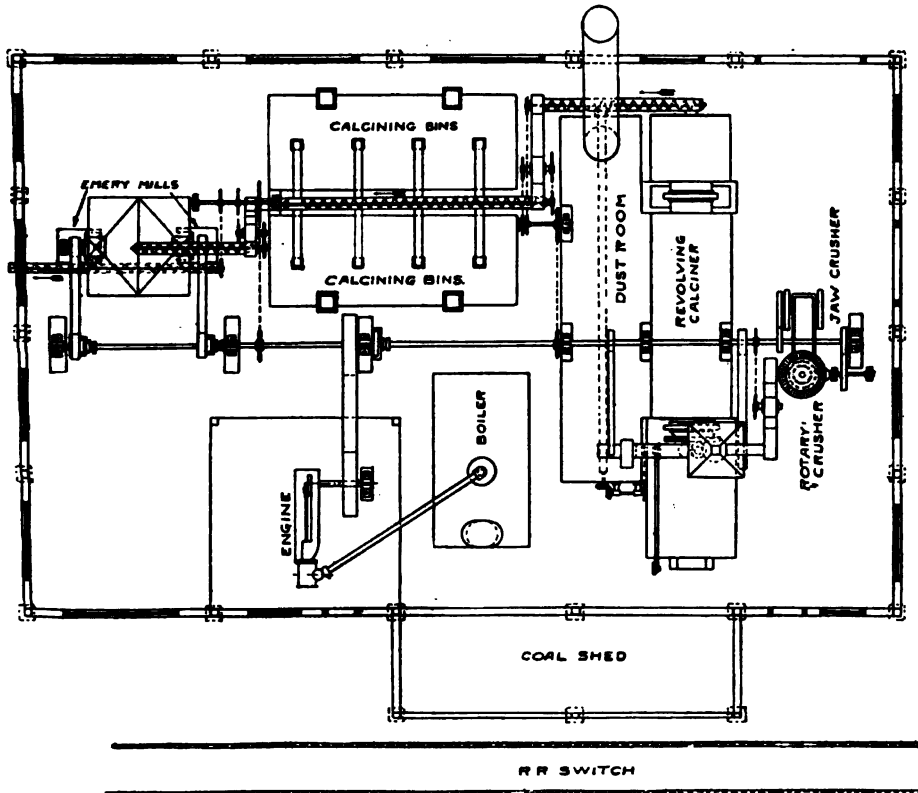 CALCINING BINS
EMERY MILLS
CALCINING BINS.
DUST ROOM
REVOLVING
CALCINER
JAW CRUSHER
ROTARY
CRUSHER
BOILER
ENGINE
COAL SHED
RR SWITCH